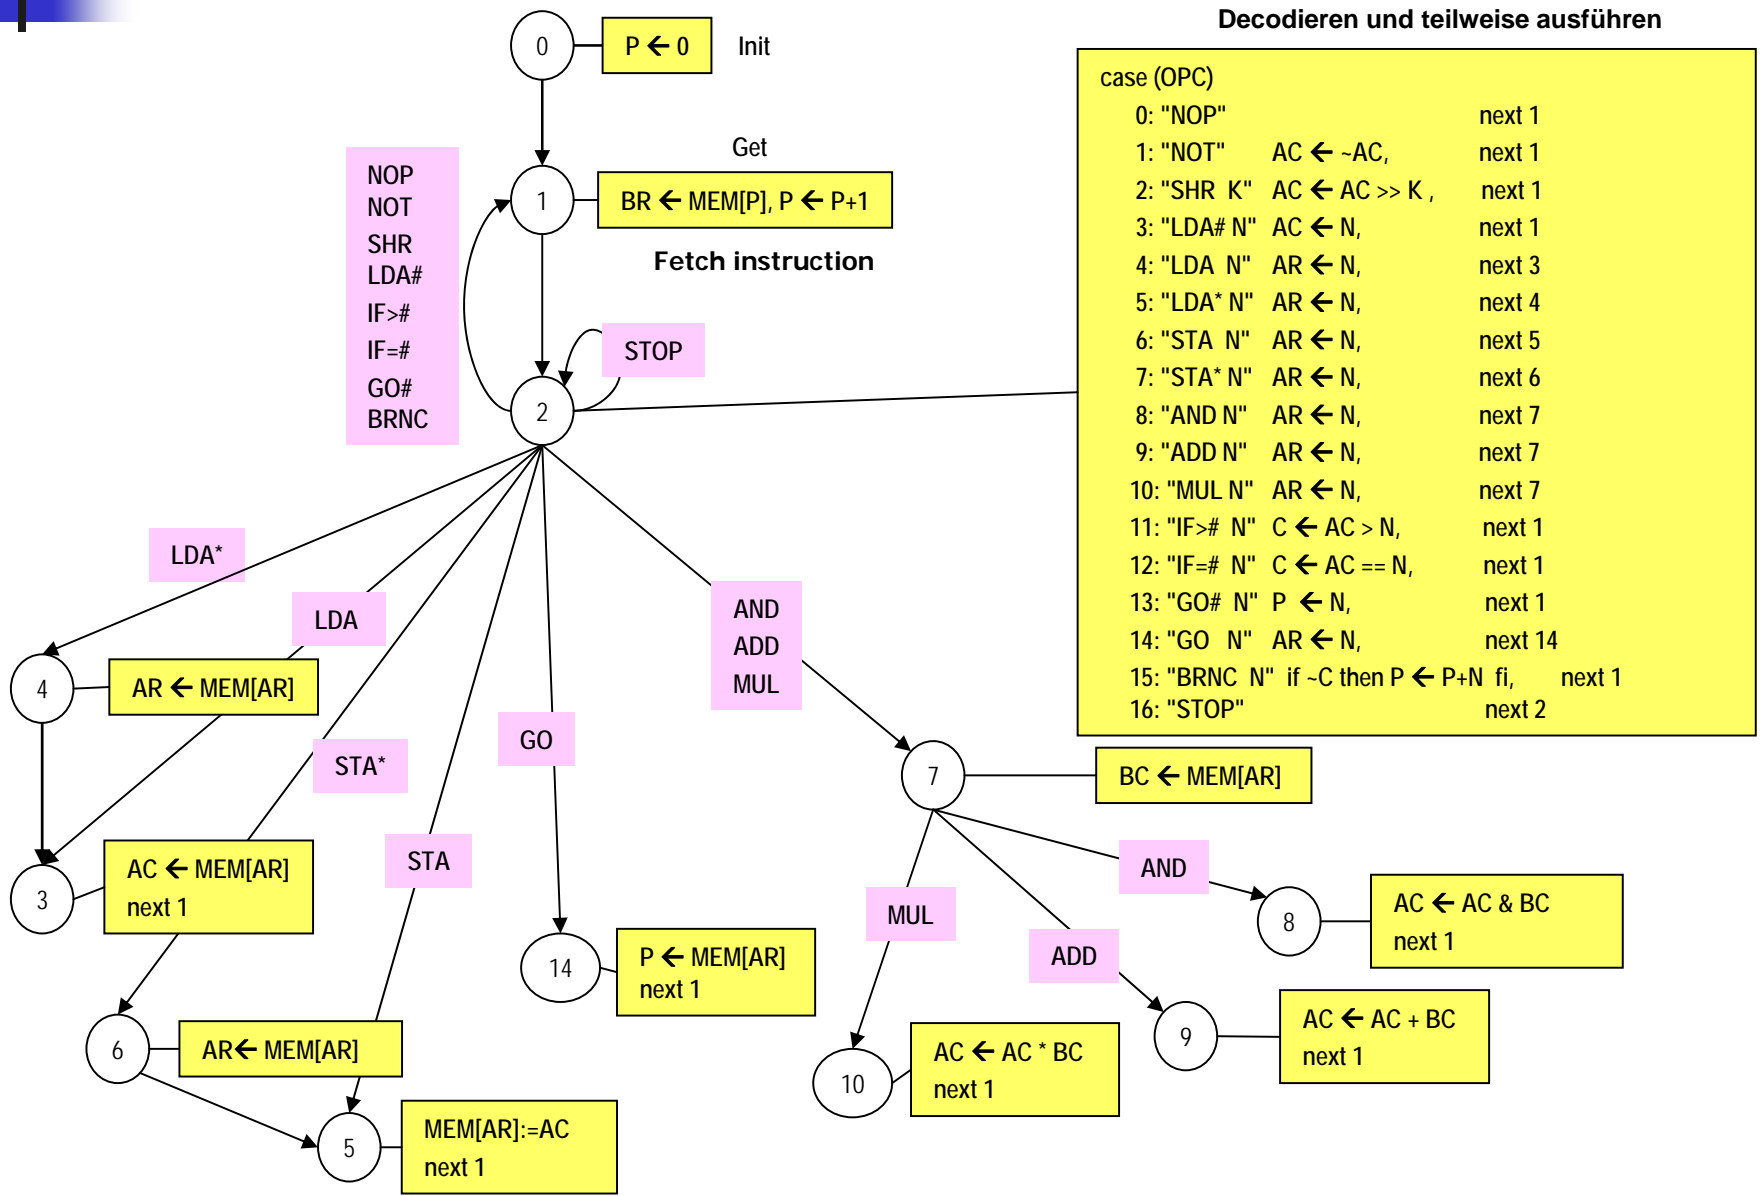 Decodieren und teilweise ausführen
0
P ← 0
Init
case (OPC)
0: "NOP" next 1
1: "NOT" AC ← ~AC, next 1
2: "SHR K" AC ← AC >> K , next 1
3: "LDA# N" AC ← N, next 1
4: "LDA N" AR ← N, next 3
5: "LDA* N" AR ← N, next 4
6: "STA N" AR ← N, next 5
7: "STA* N" AR ← N, next 6
8: "AND N" AR ← N, next 7
9: "ADD N" AR ← N, next 7
10: "MUL N" AR ← N, next 7
11: "IF># N" C ← AC > N, next 1
12: "IF=# N" C ← AC == N, next 1
13: "GO# N" P ← N, next 1
14: "GO N" AR ← N, next 14
15: "BRNC N" if ~C then P ← P+N fi, next 1
16: "STOP" next 2
Get
1
BR ← MEM[P], P ← P+1
Fetch instruction
NOP
NOT
SHR
LDA#
IF>#
IF=#
GO#
BRNC
STOP
2
LDA*
LDA
STA*
STA
GO
AND
ADD
MUL
4
AR ← MEM[AR]
3
AC ← MEM[AR]
next 1
6
AR← MEM[AR]
5
MEM[AR]:=AC
next 1
14
P ← MEM[AR]
next 1
7
BC ← MEM[AR]
MUL
ADD
AND
8
AC ← AC & BC
next 1
9
AC ← AC + BC
next 1
10
AC ← AC * BC
next 1